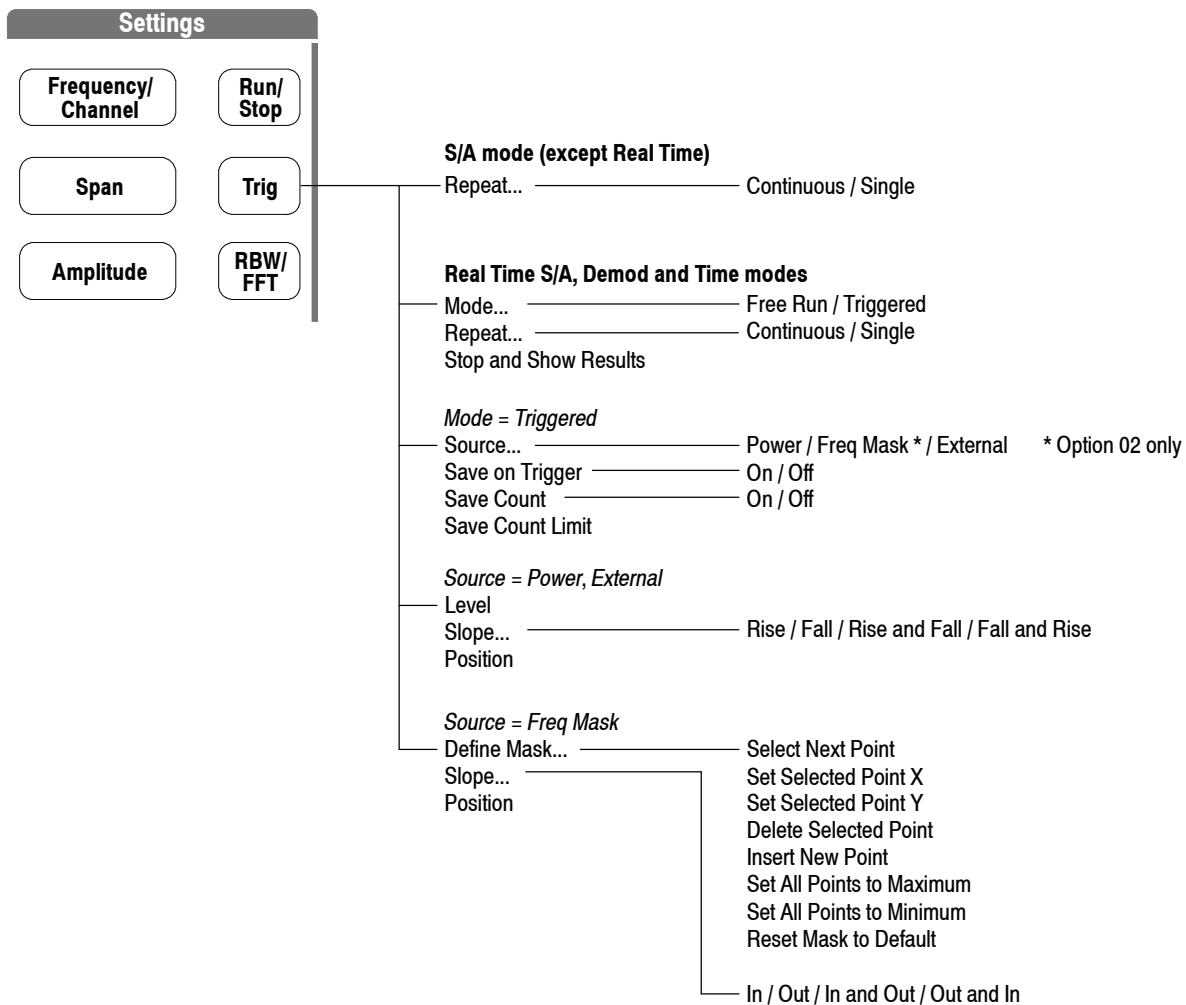 Settings
Frequency/
Channel
Run/
Stop
Span
Trig
Amplitude
RBW/
FFT
S/A mode (except Real Time)
Repeat... Continuous / Single
Real Time S/A, Demod and Time modes
Mode... Free Run / Triggered
Repeat... Continuous / Single
Stop and Show Results
Mode = Triggered
Source... Power / Freq Mask * / External * Option 02 only
Save on Trigger On / Off
Save Count On / Off
Save Count Limit
Source = Power, External
Level
Slope... Rise / Fall / Rise and Fall / Fall and Rise
Position
Source = Freq Mask
Define Mask... Select Next Point
Slope... Set Selected Point X
Position Set Selected Point Y
Delete Selected Point
Insert New Point
Set All Points to Maximum
Set All Points to Minimum
Reset Mask to Default
In / Out / In and Out / Out and In